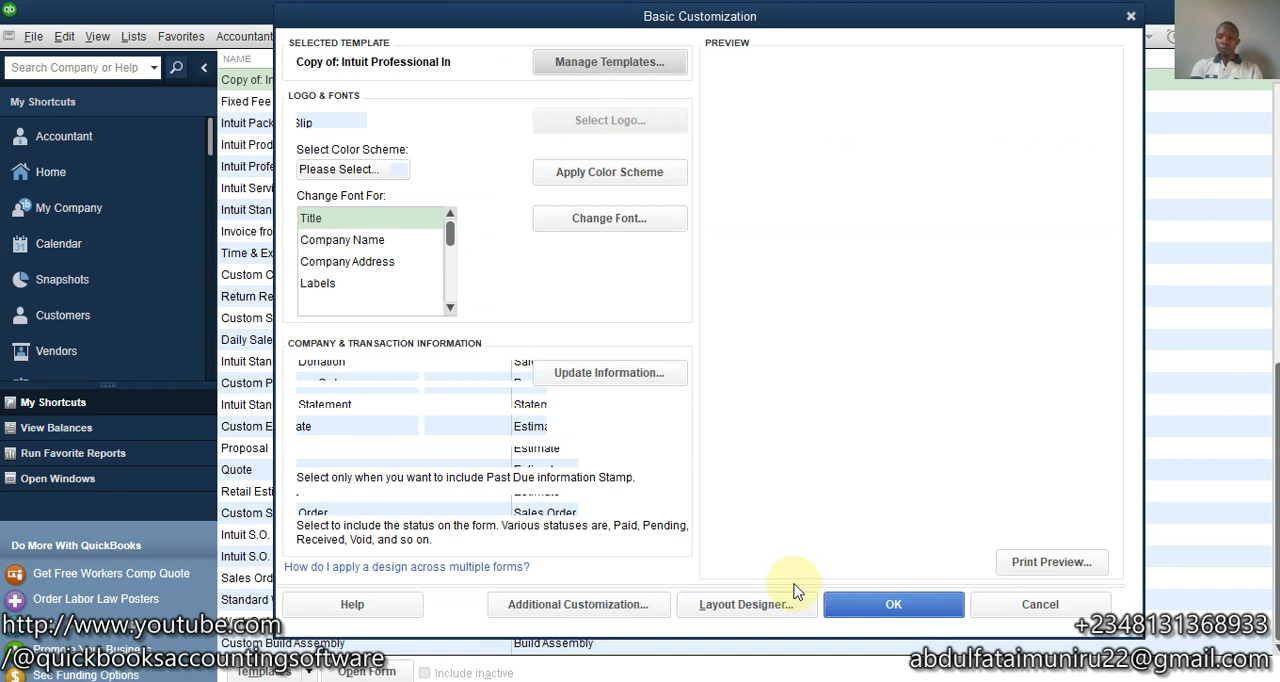 Basic Customization
File Edit View Lists Favorites Accountant
Search Company or Help
My Shortcuts
Accountant
Home
My Company
Calendar
Snapshots
Customers
Vendors
My Shortcuts
View Balances
Run Favorite Reports
Open Windows
Do More With QuickBooks
Get Free Workers Comp Quote
Order Labor Law Posters
See Funding Options
NAME
Copy of: In
Fixed Fee
Intuit Pack
Intuit Prod
Intuit Profe
Intuit Servi
Intuit Stan
Invoice fro
Time & Ex
Custom C
Return Re
Custom S
Daily Sale
Intuit Stan
Custom P
Intuit Stan
Custom E
Proposal
Quote
Retail Esti
Custom S
Intuit S.O.
Intuit S.O.
Sales Ord
Standard
Custom Build Assembly
Build Assembly
Templates
Open Form
Include inactive
SELECTED TEMPLATE
Copy of: Intuit Professional In
Manage Templates...
LOGO & FONTS
Slip
Select Logo...
Select Color Scheme:
Please Select...
Apply Color Scheme
Change Font For:
Title
Company Name
Company Address
Labels
Change Font...
COMPANY & TRANSACTION INFORMATION
Donation
Update Information...
Statement
Statem
ate
Estima
Estimate
Select only when you want to include Past Due information Stamp.
Estimate
Order
Sales Order
Select to include the status on the form. Various statuses are, Paid, Pending,
Received, Void, and so on.
How do I apply a design across multiple forms?
PREVIEW
Print Preview...
Help
Additional Customization...
Layout Designer...
OK
Cancel
http://www.youtube.com
/@quickbooksaccountingsoftware
+2348131368933
abdulfataimuniru22@gmail.com